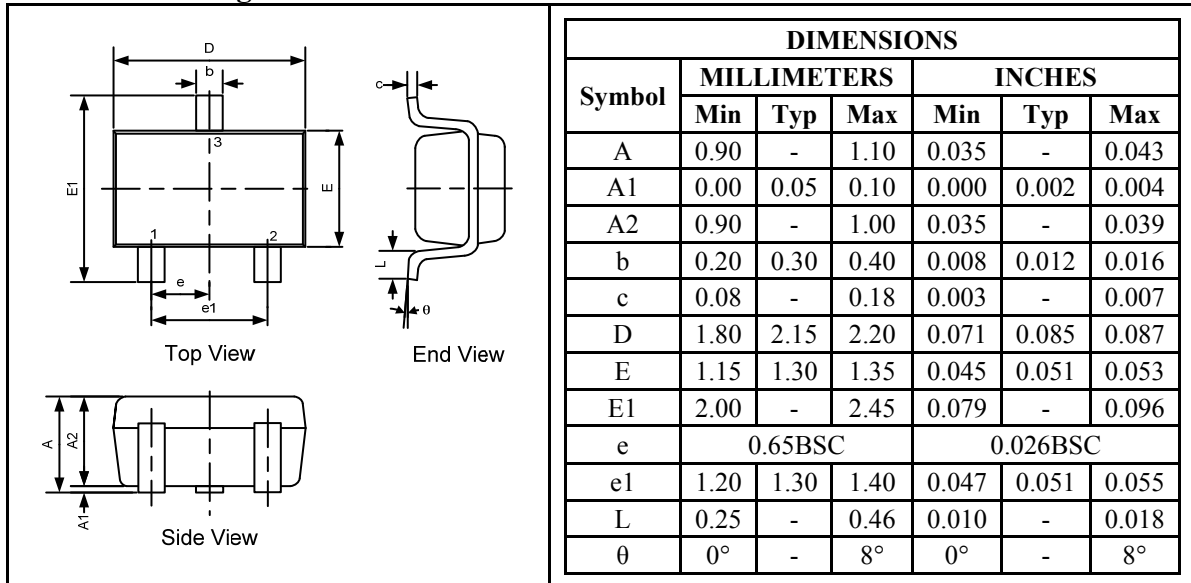 D
b
c
3
E1
E
1
2
L
e
e1
θ
Top View
End View
A
A2
A1
Side View
DIMENSIONS
Symbol MILLIMETERS INCHES
Min Typ Max Min Typ Max
A 0.90 - 1.10 0.035 - 0.043
A1 0.00 0.05 0.10 0.000 0.002 0.004
A2 0.90 - 1.00 0.035 - 0.039
b 0.20 0.30 0.40 0.008 0.012 0.016
c 0.08 - 0.18 0.003 - 0.007
D 1.80 2.15 2.20 0.071 0.085 0.087
E 1.15 1.30 1.35 0.045 0.051 0.053
E1 2.00 - 2.45 0.079 - 0.096
e 0.65BSC 0.026BSC
e1 1.20 1.30 1.40 0.047 0.051 0.055
L 0.25 - 0.46 0.010 - 0.018
θ 0° - 8° 0° - 8°